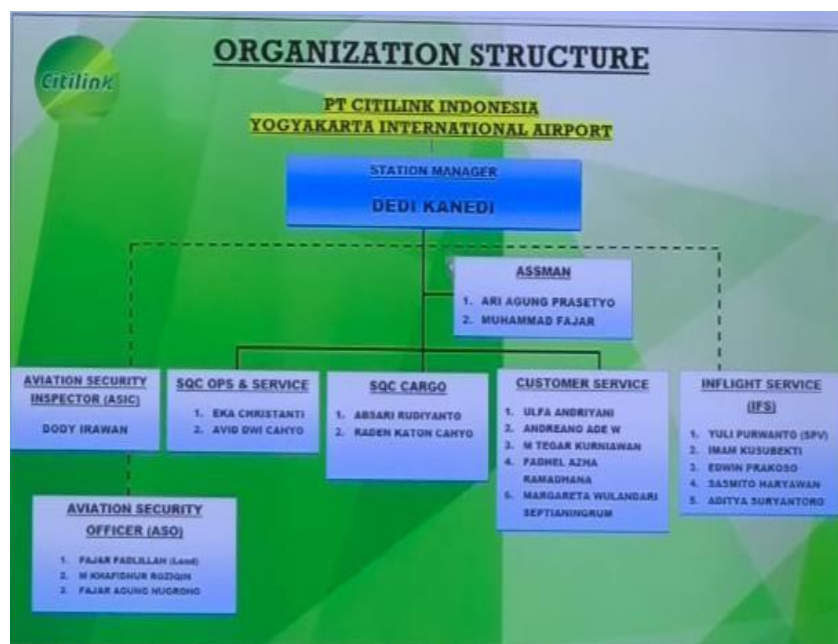 ORGANIZATION STRUCTURE
Citilink
PT CITILINK INDONESIA
YOGYAKARTA INTERNATIONAL AIRPORT
STATION MANAGER
DEDI KANEDI
ASSMAN
1. ARI AGUNG PRASETYO
2. MUHAMMAD FAJAR
AVIATION SECURITY
INSPECTOR (ASIC)
DODY IRAWAN
SQC OPS & SERVICE
1. EKA CHRISTANTI
2. AVID DWI CAHYO
SQC CARGO
1. ABSARI RUDIYANTO
2. RADEN KATON CAHYO
CUSTOMER SERVICE
1. ULFA ANDRIYANI
2. ANDREANO ADE W
3. M TEGAR KURNIAWAN
4. FADHEL AZHA
RAMADHANA
5. MARGARETA WULANDARI
SEPTIANINGRUM
INFLIGHT SERVICE
(IFS)
1. YULI PURWANTO (SPV)
2. IMAM KUSUBEKTI
3. EDWIN PRAKOSO
4. SASMITO HARYAWAN
5. ADITYA SURYANTORO
AVIATION SECURITY
OFFICER (ASO)
1. FAJAR FADLILLAH (Lead)
2. M KHAFIDHUR ROZIQIN
3. FAJAR AGUNG NUGROHO